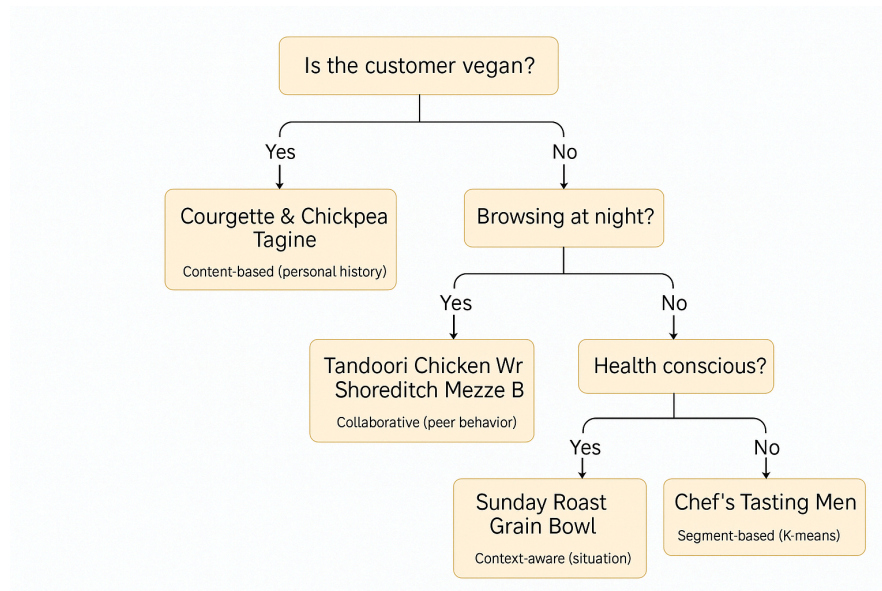 Is the customer vegan?
Yes
No
Courgette & Chickpea
Tagine
Content-based (personal history)
Browsing at night?
Yes
No
Tandoori Chicken Wr
Shoreditch Mezze B
Collaborative (peer behavior)
Health conscious?
Yes
No
Sunday Roast
Grain Bowl
Context-aware (situation)
Chef's Tasting Men
Segment-based (K-means)